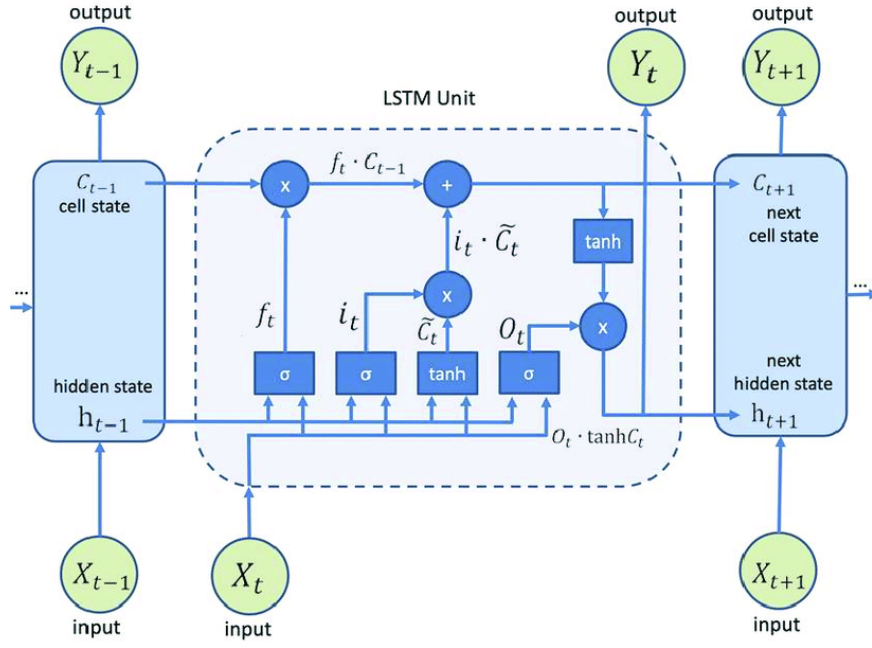 output
output
output
Y_{t-1}
Y_t
Y_{t+1}
LSTM Unit
C_{t-1}
cell state
x
f_t · C_{t-1}
+
C_{t+1}
next
cell state
tanh
i_t · C̃_t
...
...
x
x
f_t
i_t
C̃_t
O_t
σ
σ
tanh
σ
hidden state
h_{t-1}
next
hidden state
h_{t+1}
O_t · tanhC_t
X_{t-1}
X_t
X_{t+1}
input
input
input